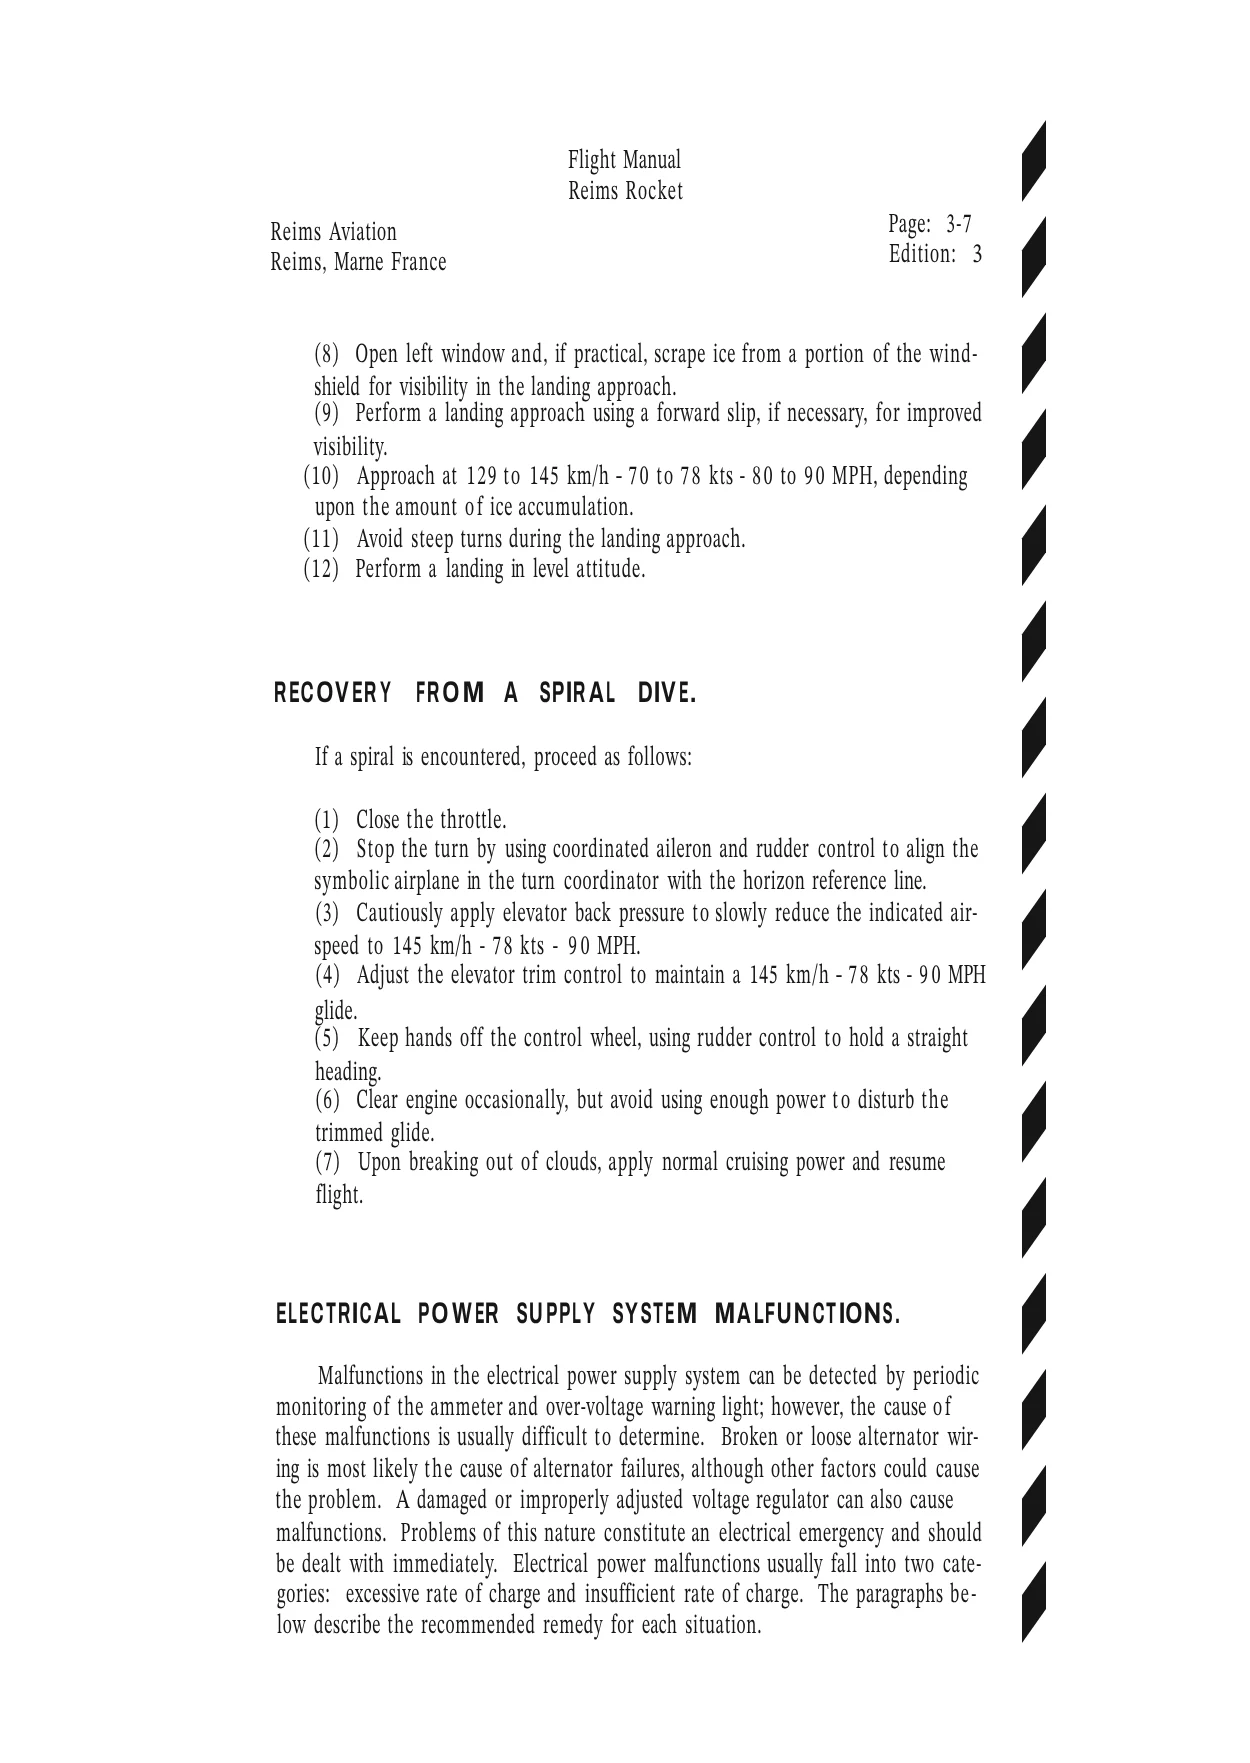 Flight Manual
Reims Rocket
Reims Aviation
Reims, Marne France
Page: 3-7
Edition: 3
(8) Open left window and, if practical, scrape ice from a portion of the wind-
shield for visibility in the landing approach.
(9) Perform a landing approach using a forward slip, if necessary, for improved
visibility.
(10) Approach at 129 to 145 km/h - 70 to 78 kts - 80 to 90 MPH, depending
upon the amount of ice accumulation.
(11) Avoid steep turns during the landing approach.
(12) Perform a landing in level attitude.
RECOVERY FROM A SPIRAL DIVE.
If a spiral is encountered, proceed as follows:
(1) Close the throttle.
(2) Stop the turn by using coordinated aileron and rudder control to align the
symbolic airplane in the turn coordinator with the horizon reference line.
(3) Cautiously apply elevator back pressure to slowly reduce the indicated air-
speed to 145 km/h - 78 kts - 90 MPH.
(4) Adjust the elevator trim control to maintain a 145 km/h - 78 kts - 90 MPH
glide.
(5) Keep hands off the control wheel, using rudder control to hold a straight
heading.
(6) Clear engine occasionally, but avoid using enough power to disturb the
trimmed glide.
(7) Upon breaking out of clouds, apply normal cruising power and resume
flight.
ELECTRICAL POWER SUPPLY SYSTEM MALFUNCTIONS.
Malfunctions in the electrical power supply system can be detected by periodic
monitoring of the ammeter and over-voltage warning light; however, the cause of
these malfunctions is usually difficult to determine. Broken or loose alternator wir-
ing is most likely the cause of alternator failures, although other factors could cause
the problem. A damaged or improperly adjusted voltage regulator can also cause
malfunctions. Problems of this nature constitute an electrical emergency and should
be dealt with immediately. Electrical power malfunctions usually fall into two cate-
gories: excessive rate of charge and insufficient rate of charge. The paragraphs be-
low describe the recommended remedy for each situation.